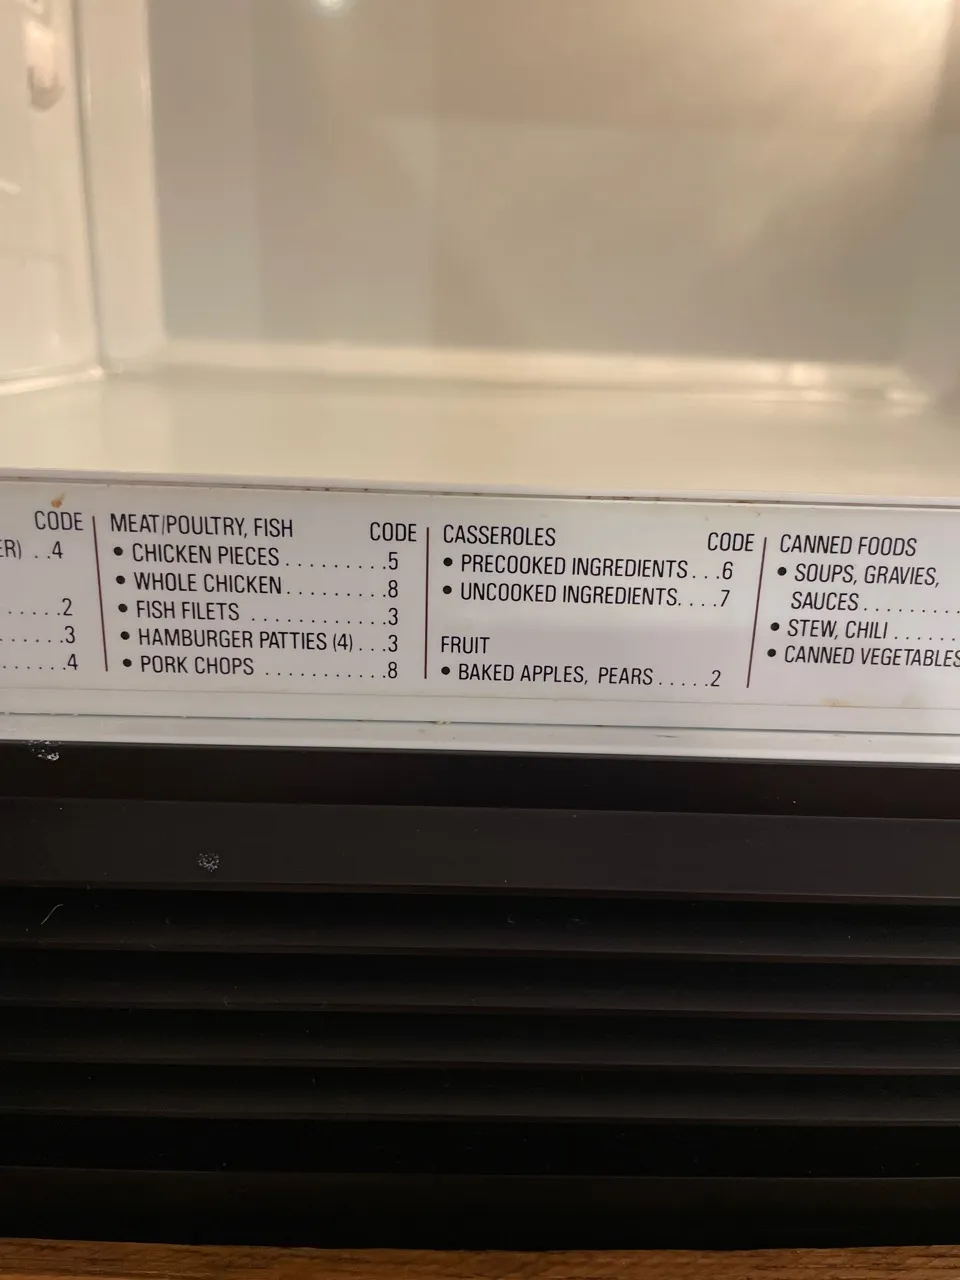 CODE
ER) . .4
. . . . . .2
. . . . . .3
. . . . . .4
MEAT/POULTRY, FISH CODE
• CHICKEN PIECES . . . . . . . . .5
• WHOLE CHICKEN . . . . . . . . .8
• FISH FILETS . . . . . . . . . . . .3
• HAMBURGER PATTIES (4) . . .3
• PORK CHOPS . . . . . . . . . . .8
CASSEROLES CODE
• PRECOOKED INGREDIENTS . . .6
• UNCOOKED INGREDIENTS. . . .7
FRUIT
• BAKED APPLES, PEARS . . . . .2
CANNED FOODS
• SOUPS, GRAVIES,
SAUCES . . . . . . . . .
• STEW, CHILI . . . . . .
• CANNED VEGETABLES